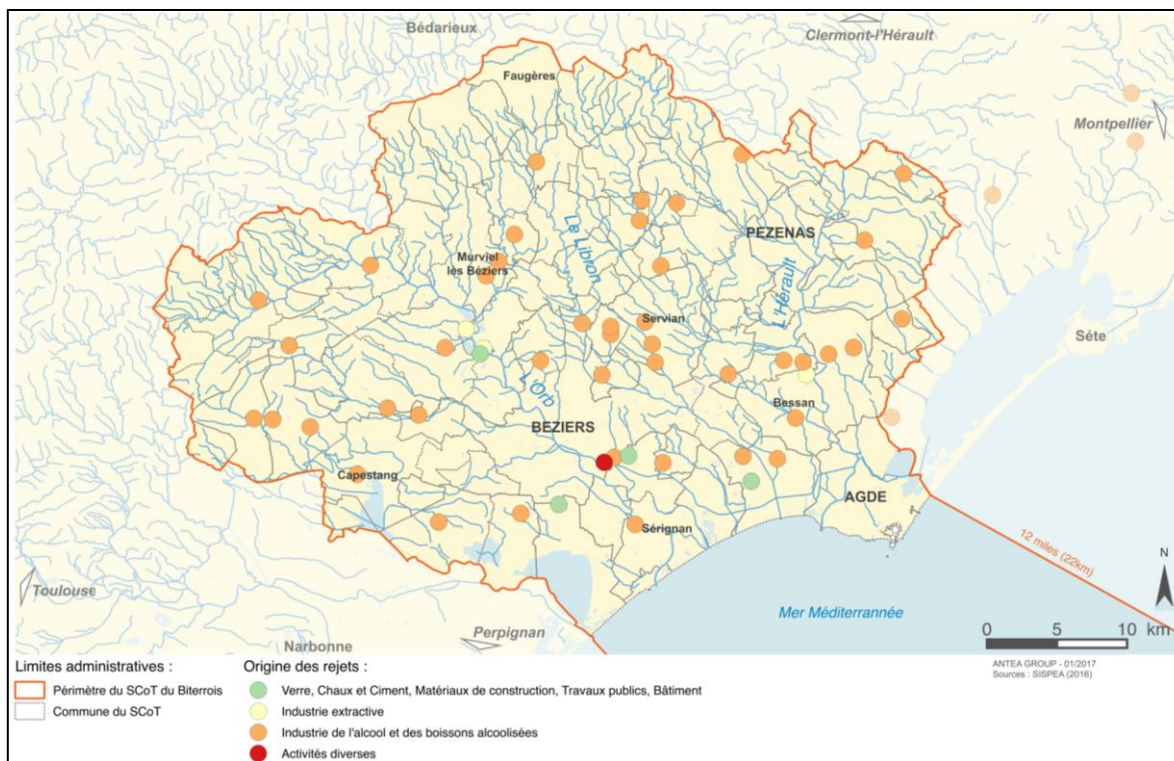 Bédarieux
Clermont-l'Hérault
Faugères
Montpellier
PEZENAS
Le Libron
Murviel
lès Béziers
L'Hérault
Servian
Sète
L'Orb
Bessan
BEZIERS
Capestang
AGDE
Sérignan
12 miles (22km)
N
Toulouse
Mer Méditerrannée
Perpignan
Narbonne
0 5 10 km
ANTEA GROUP - 01/2017
Sources : SISPEA (2016)
Limites administratives :
Périmètre du SCoT du Biterrois
Commune du SCoT
Origine des rejets :
Verre, Chaux et Ciment, Matériaux de construction, Travaux publics, Bâtiment
Industrie extractive
Industrie de l'alcool et des boissons alcoolisées
Activités diverses